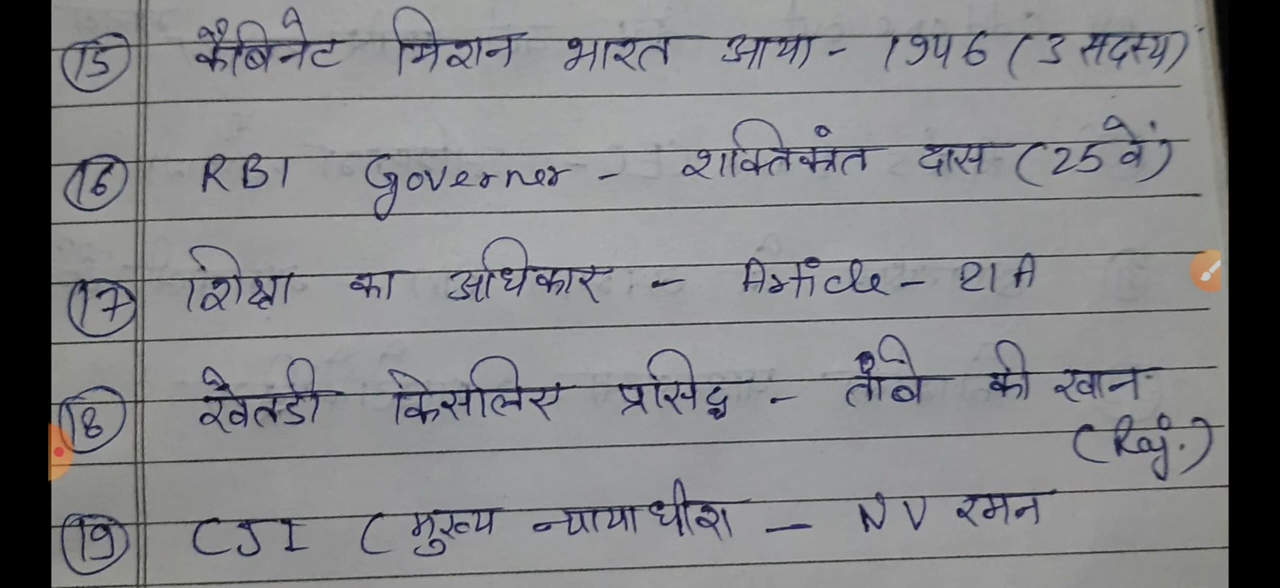 15 कैबिनेट मिशन भारत आया - 1946 (3 सदस्य)
16 RBI Governer - शक्तिकांत दास (25वें)
17 शिक्षा का अधिकार - Article - 21A
18 खेतडी किसलिए प्रसिद्ध - ताँबे की खान
(Raj.)
19 CJI (मुख्य न्यायाधीश - NV रमन